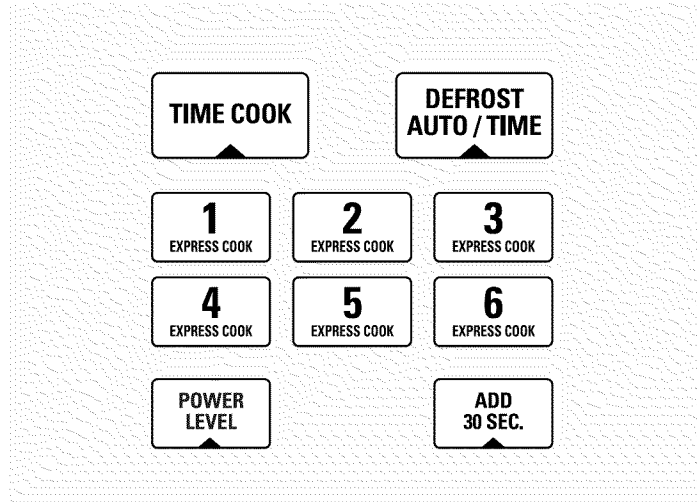 TIME COOK
DEFROST
AUTO / TIME
1
EXPRESS COOK
2
EXPRESS COOK
3
EXPRESS COOK
4
EXPRESS COOK
5
EXPRESS COOK
6
EXPRESS COOK
POWER
LEVEL
ADD
30 SEC.